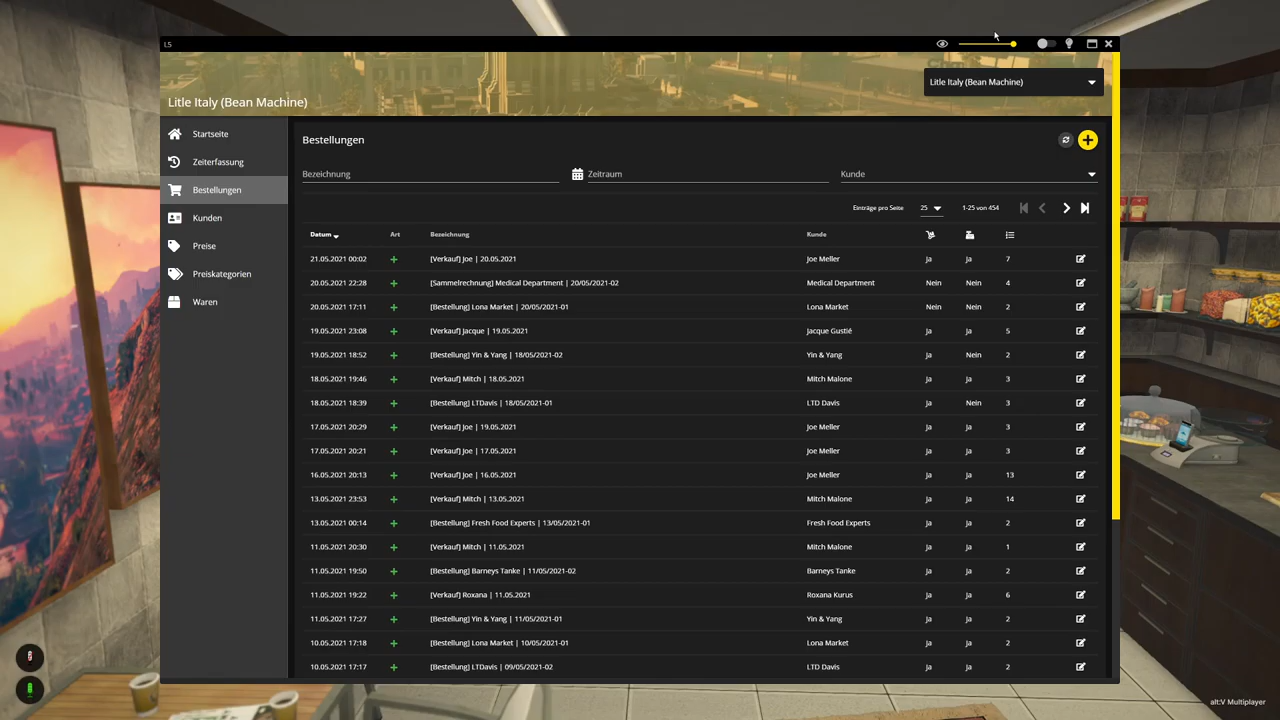 L5
Litle Italy (Bean Machine)
Litle Italy (Bean Machine)
Startseite
Zeiterfassung
Bestellungen
Kunden
Preise
Preiskategorien
Waren
Bestellungen
Bezeichnung Zeitraum Kunde
Einträge pro Seite 25 1-25 von 454
Datum Art Bezeichnung Kunde
21.05.2021 00:02 + [Verkauf] Joe | 20.05.2021 Joe Meller Ja Ja 7
20.05.2021 22:28 + [Sammelrechnung] Medical Department | 20/05/2021-02 Medical Department Nein Nein 4
20.05.2021 17:11 + [Bestellung] Lona Market | 20/05/2021-01 Lona Market Nein Nein 2
19.05.2021 23:08 + [Verkauf] Jacque | 19.05.2021 Jacque Gustlé Ja Ja 5
19.05.2021 18:52 + [Bestellung] Yin & Yang | 18/05/2021-02 Yin & Yang Ja Nein 2
18.05.2021 19:46 + [Verkauf] Mitch | 18.05.2021 Mitch Malone Ja Ja 3
18.05.2021 18:39 + [Bestellung] LTDavis | 18/05/2021-01 LTD Davis Ja Nein 3
17.05.2021 20:29 + [Verkauf] Joe | 19.05.2021 Joe Meller Ja Ja 3
17.05.2021 20:21 + [Verkauf] Joe | 17.05.2021 Joe Meller Ja Ja 3
16.05.2021 20:13 + [Verkauf] Joe | 16.05.2021 Joe Meller Ja Ja 13
13.05.2021 23:53 + [Verkauf] Mitch | 13.05.2021 Mitch Malone Ja Ja 14
13.05.2021 00:14 + [Bestellung] Fresh Food Experts | 13/05/2021-01 Fresh Food Experts Ja Ja 2
11.05.2021 20:30 + [Verkauf] Mitch | 11.05.2021 Mitch Malone Ja Ja 1
11.05.2021 19:50 + [Bestellung] Barneys Tanke | 11/05/2021-02 Barneys Tanke Ja Ja 2
11.05.2021 19:22 + [Verkauf] Roxana | 11.05.2021 Roxana Kurus Ja Ja 6
11.05.2021 17:27 + [Bestellung] Yin & Yang | 11/05/2021-01 Yin & Yang Ja Ja 2
10.05.2021 17:18 + [Bestellung] Lona Market | 10/05/2021-01 Lona Market Ja Ja 2
10.05.2021 17:17 + [Bestellung] LTDavis | 09/05/2021-02 LTD Davis Ja Ja 2
alt:V Multiplayer